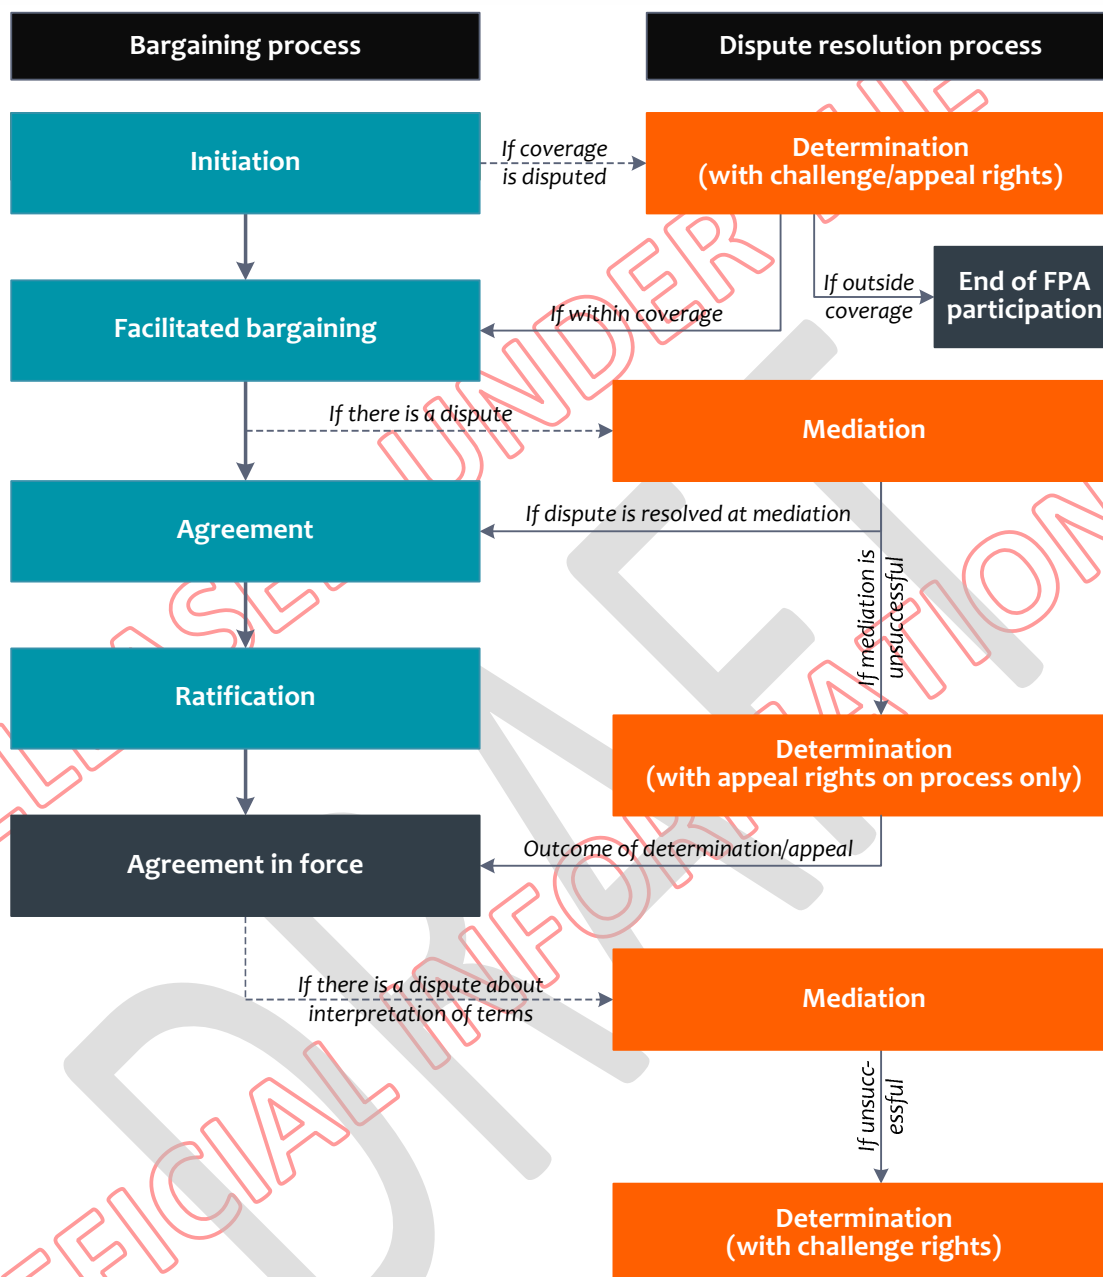 Bargaining process
Dispute resolution process
Initiation
If coverage
is disputed
Determination
(with challenge/appeal rights)
If outside
coverage
End of FPA
participation
Facilitated bargaining
If within coverage
If there is a dispute
Mediation
Agreement
If dispute is resolved at mediation
If mediation is
unsuccessful
Ratification
Determination
(with appeal rights on process only)
Agreement in force
Outcome of determination/appeal
If there is a dispute about
interpretation of terms
Mediation
If unsucc-
essful
Determination
(with challenge rights)
DRAFT
UNDER
INFORMATION